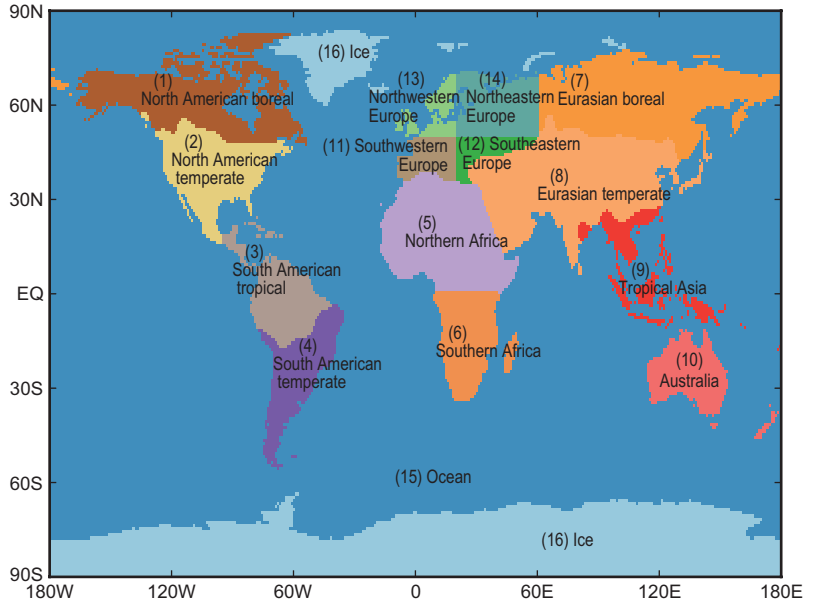 90N
(16) Ice
(1)
North American boreal
(13)
Northwestern
Europe
(14)
Northeastern
Europe
(7)
Eurasian boreal
60N
(2)
North American
temperate
(11) Southwestern
Europe
(12) Southeastern
Europe
(8)
Eurasian temperate
30N
(5)
Northern Africa
(3)
South American
tropical
(9)
Tropical Asia
EQ
(6)
Southern Africa
(4)
South American
temperate
(10)
Australia
30S
(15) Ocean
60S
(16) Ice
90S
180W
120W
60W
0
60E
120E
180E